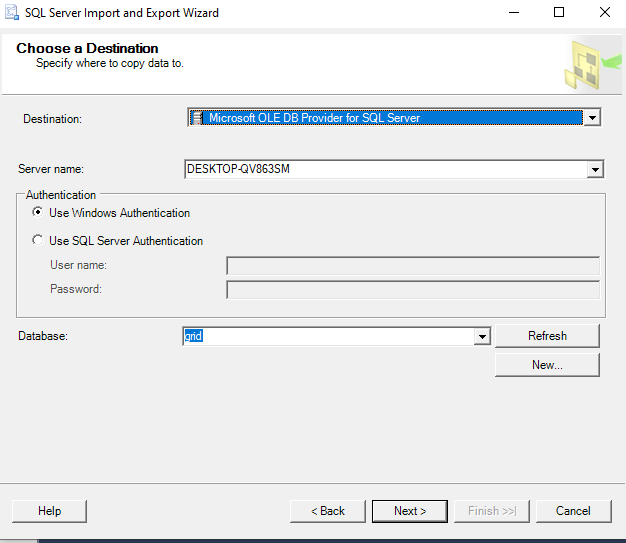 SQL Server Import and Export Wizard
Choose a Destination
Specify where to copy data to.
Destination: Microsoft OLE DB Provider for SQL Server
Server name: DESKTOP-QV863SM
Authentication
Use Windows Authentication
Use SQL Server Authentication
User name:
Password:
Database: grid Refresh
New...
Help < Back Next > Finish >>| Cancel